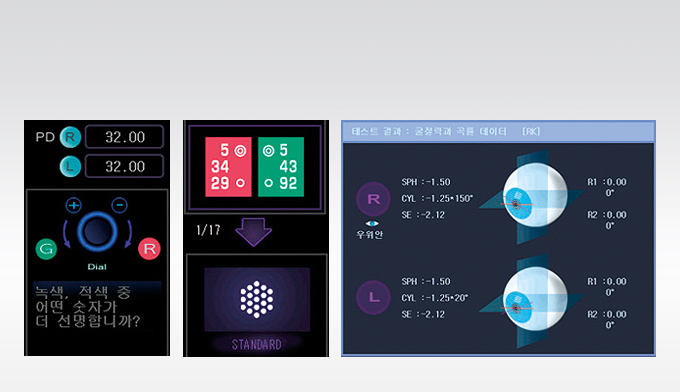 PD R 32.00
L 32.00
G R
Dial
녹색, 적색 중
어떤 숫자가
더 선명합니까?
5 5
34 43
29 92
1/17
STANDARD
테스트 결과 : 굴절력과 곡률 데이터 [RK]
R
우위안
SPH :-1.50
CYL :-1.25*150°
SE :-2.12
R1 :0.00
0°
R2 :0.00
0°
L
SPH :-1.50
CYL :-1.25*20°
SE :-2.12
R1 :0.00
0°
R2 :0.00
0°